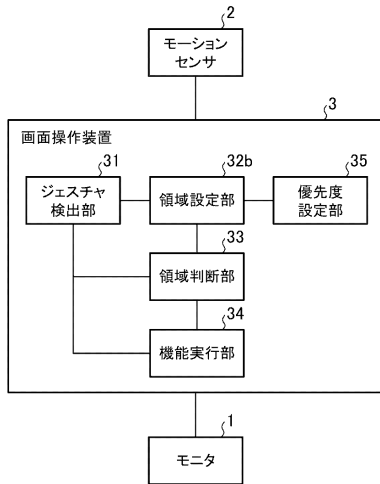 2
モーション
センサ
3
画面操作装置
31
ジェスチャ
検出部
32b
領域設定部
35
優先度
設定部
33
領域判断部
34
機能実行部
1
モニタ